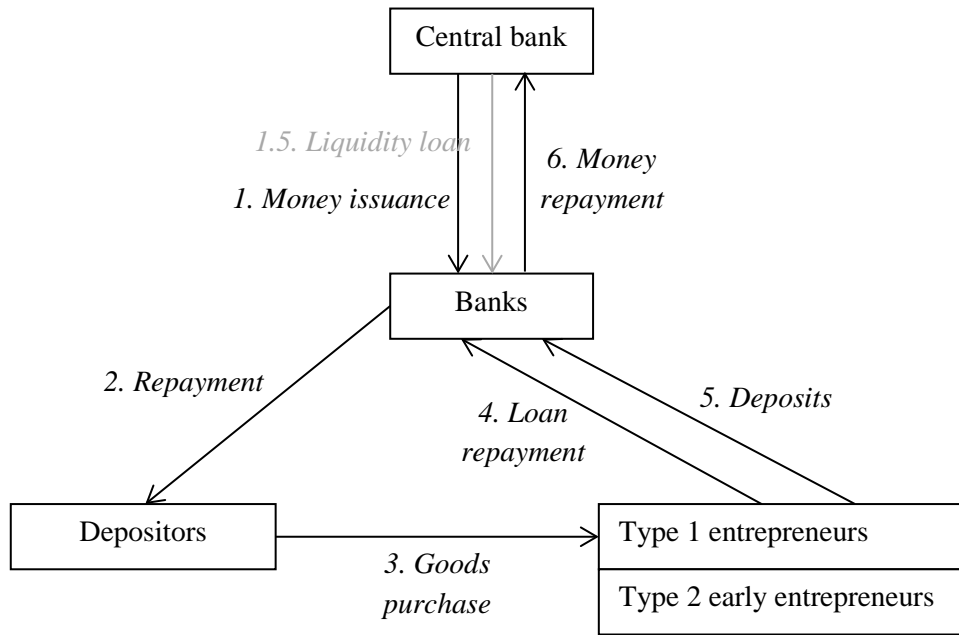 Central bank
1.5. Liquidity loan
1. Money issuance
6. Money
repayment
Banks
2. Repayment
4. Loan
repayment
5. Deposits
Depositors
3. Goods
purchase
Type 1 entrepreneurs
Type 2 early entrepreneurs